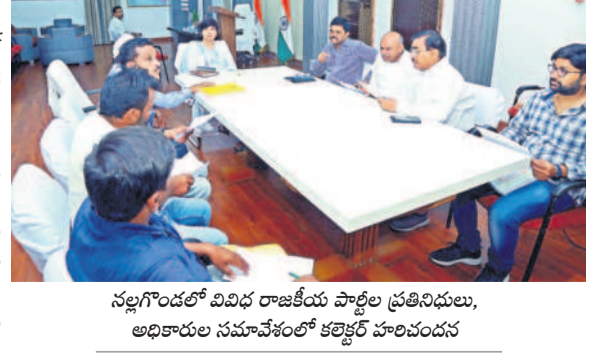 నల్లగొండలో వివిధ రాజకీయ పార్టీల ప్రతినిధులు,
అధికారుల సమావేశంలో కలెక్టర్ హరిచందన